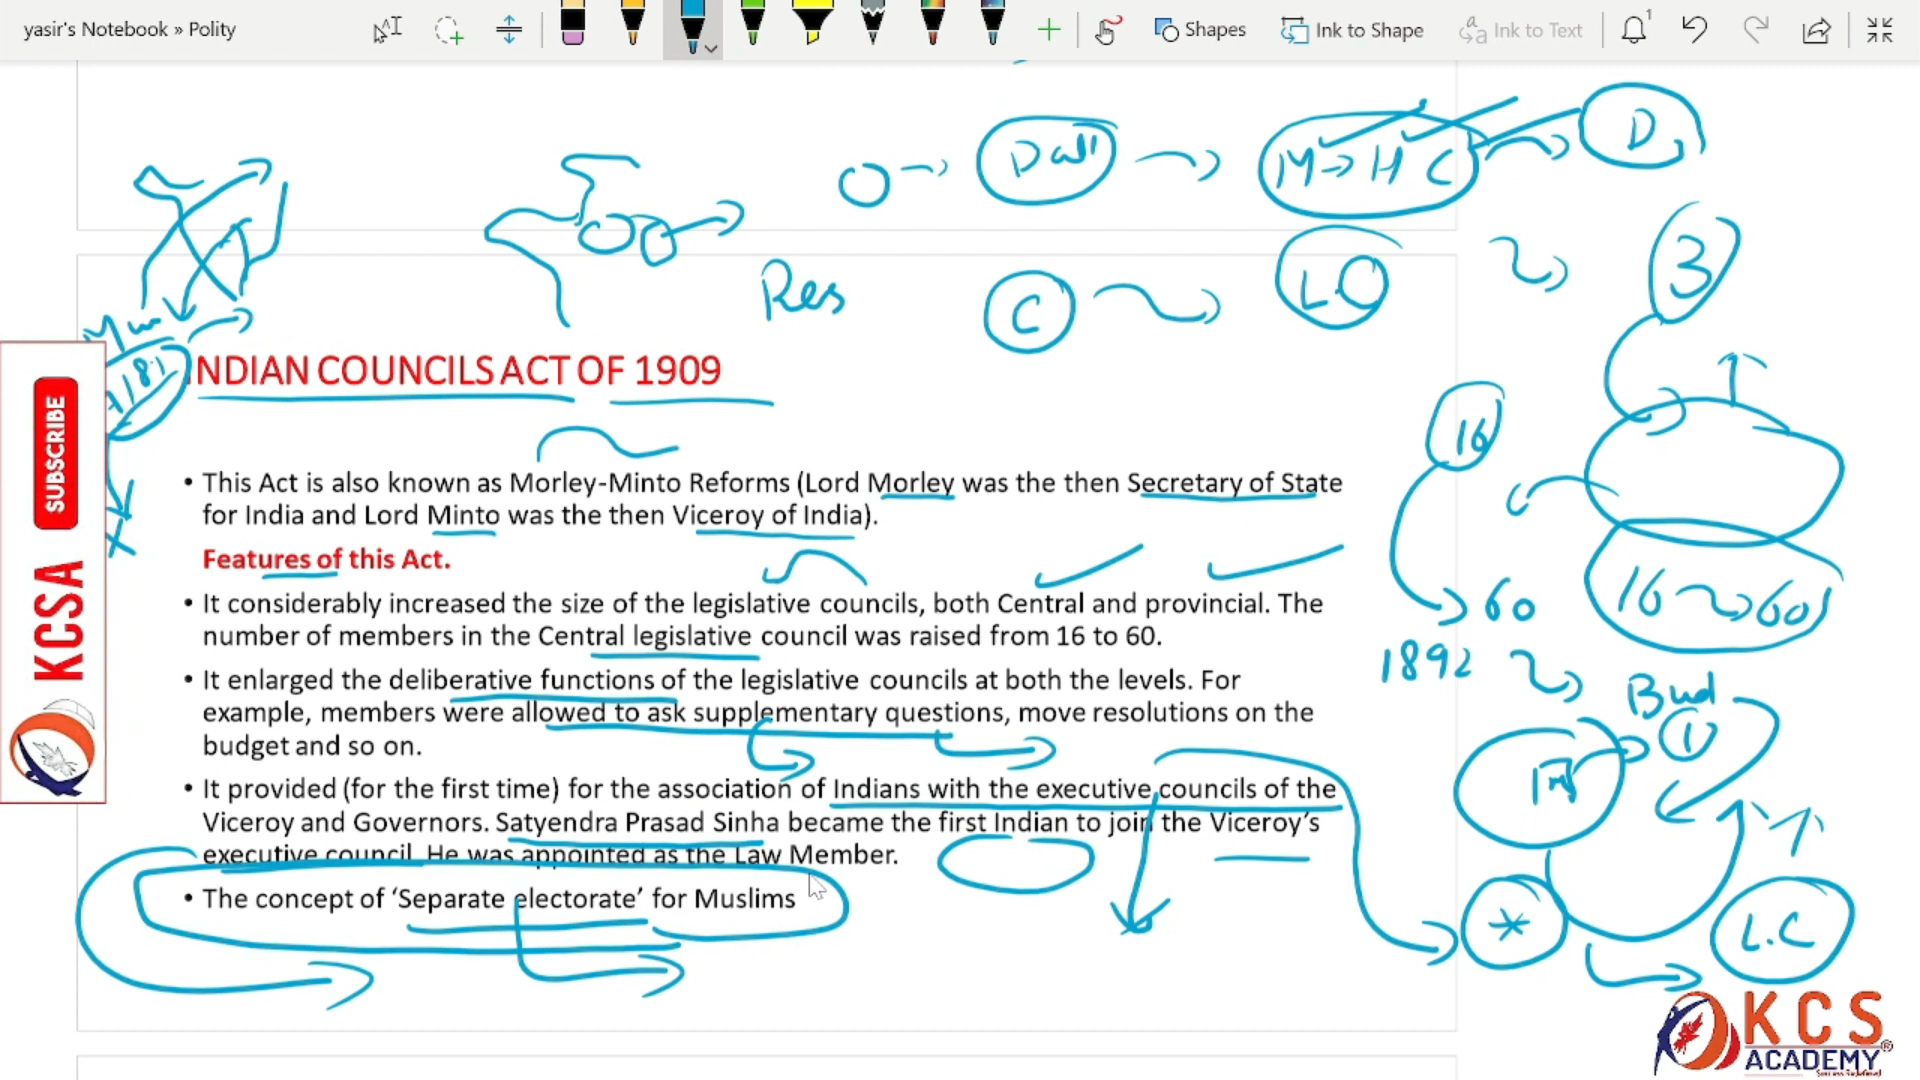 yasir's Notebook » Polity
Shapes
Ink to Shape
Ink to Text
1
D
M → H C
3
Res
C
L.C
INDIAN COUNCILS ACT OF 1909
16
• This Act is also known as Morley-Minto Reforms (Lord Morley was the then Secretary of State
for India and Lord Minto was the then Viceroy of India).
Features of this Act.
• It considerably increased the size of the legislative councils, both Central and provincial. The
number of members in the Central legislative council was raised from 16 to 60.
60
16 → 60
1892
Bud
1
• It enlarged the deliberative functions of the legislative councils at both the levels. For
example, members were allowed to ask supplementary questions, move resolutions on the
budget and so on.
• It provided (for the first time) for the association of Indians with the executive councils of the
Viceroy and Governors. Satyendra Prasad Sinha became the first Indian to join the Viceroy's
executive council. He was appointed as the Law Member.
• The concept of 'Separate electorate' for Muslims
L.C
SUBSCRIBE
KCSA
KCS
ACADEMY